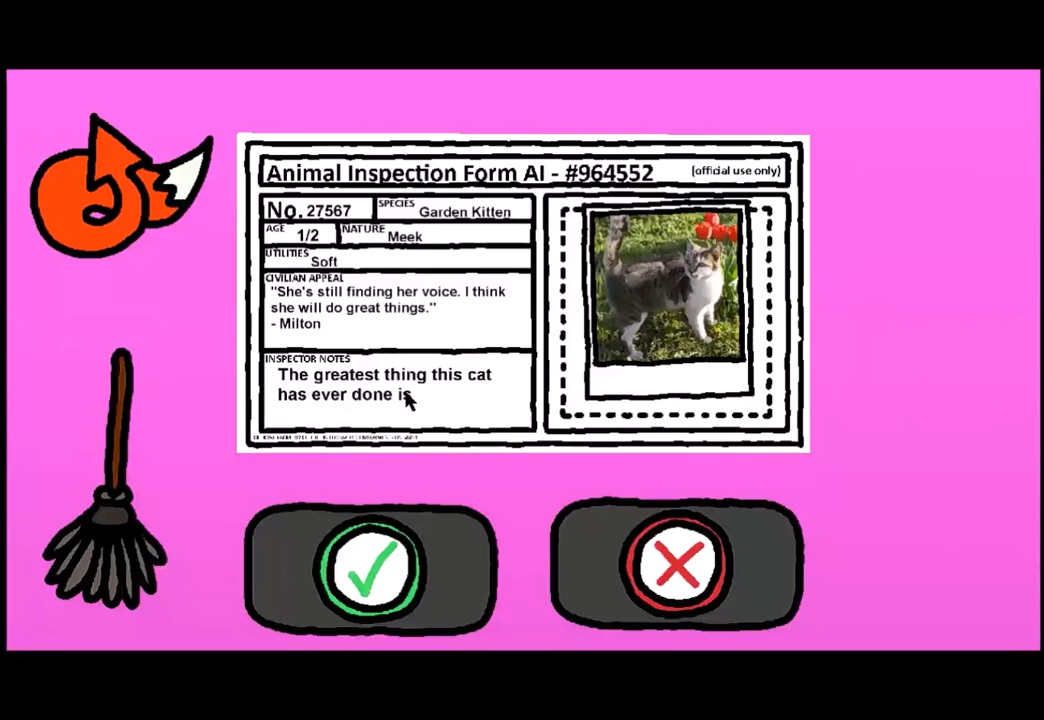 Animal Inspection Form AI - #964552
(official use only)
No. 27567
SPECIES
Garden Kitten
AGE
1/2
NATURE
Meek
UTILITIES
Soft
CIVILIAN APPEAL
"She's still finding her voice. I think
she will do great things."
- Milton
INSPECTOR NOTES
The greatest thing this cat
has ever done is